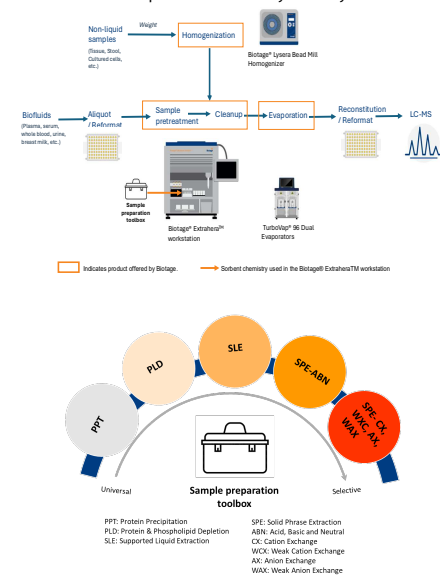 Non-liquid
samples
(Tissue, Stool,
Cultured cells,
etc.)
Weight
Homogenization
Biotage® Lysera Bead Mill
Homogenizer
Biofluids
(Plasma, serum,
whole blood, urine,
breast milk, etc.)
Aliquot
/ Reformat
Sample
pretreatment
Cleanup
Evaporation
Reconstitution
/ Reformat
LC-MS
Sample
preparation
toolbox
Biotage® Extrahera™
workstation
TurboVap® 96 Dual
Evaporators
Indicates product offered by Biotage.
Sorbent chemistry used in the Biotage® ExtraheraTM workstation
PPT
PLD
SLE
SPE-ABN
SPE- CX,
WXC, AX,
WAX
Universal
Sample preparation
toolbox
Selective
PPT: Protein Precipitation
PLD: Protein & Phospholipid Depletion
SLE: Supported Liquid Extraction
SPE: Solid Phrase Extraction
ABN: Acid, Basic and Neutral
CX: Cation Exchange
WCX: Weak Cation Exchange
AX: Anion Exchange
WAX: Weak Anion Exchange